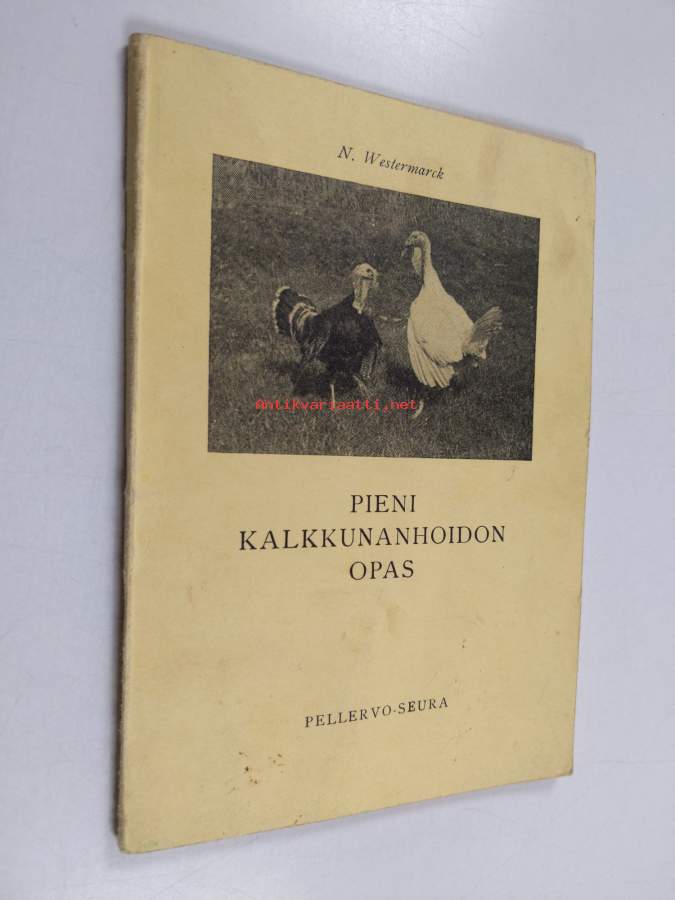 N. Westermarck
Antikvariaatti.net
PIENI
KALKKUNANHOIDON
OPAS
PELLERVO-SEURA